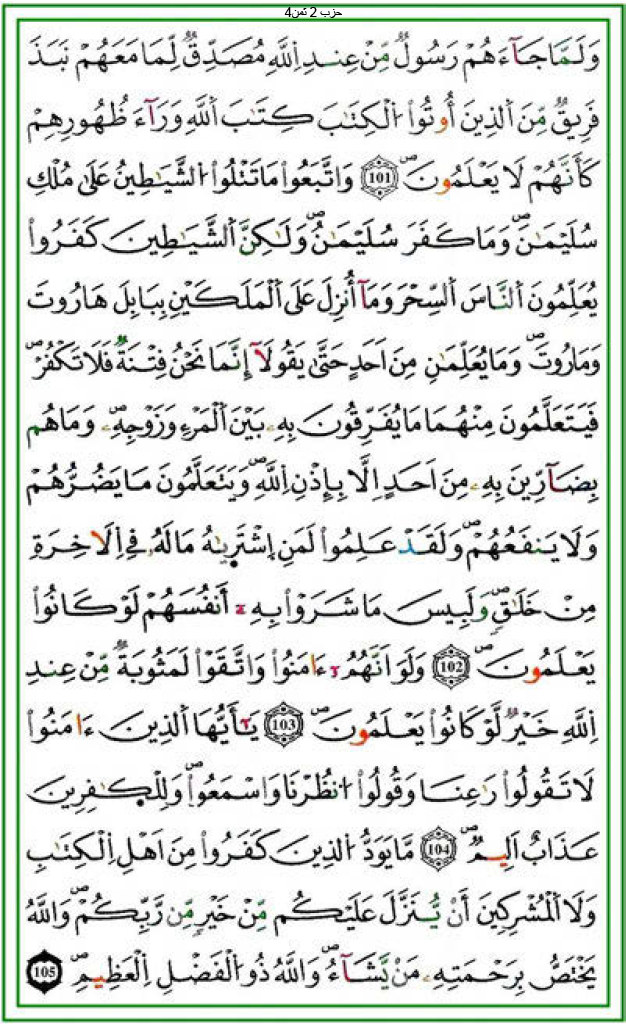 حزب 2 ثمن4
وَلَمَّا جَآءَهُمْ رَسُولٌ مِّنْ عِندِ اِ۬للَّهِ مُصَدِّقٌ لِّمَا مَعَهُمْ نَبَذَ
فَرِيقٌ مِّنَ اَ۬لذِينَ أُوتُواْ اُ۬لْكِتَٰبَ كِتَٰبَ اَ۬للَّهِ وَرَآءَ ظُهُورِهِمْ
كَأَنَّهُمْ لَا يَعْلَمُونَۖ 101 وَاتَّبَعُواْ مَا تَتْلُواْ اُ۬لشَّيَٰطِينُ عَلَىٰ مُلْكِ
سُلَيْمَٰنَۖ وَمَا كَفَرَ سُلَيْمَٰنُۖ وَلَٰكِنَّ اَ۬لشَّيَٰطِينَ كَفَرُواْ
يُعَلِّمُونَ اَ۬لنَّاسَ اَ۬لسِّحْرَ وَمَآ أُنزِلَ عَلَى اَ۬لْمَلَكَيْنِ بِبَابِلَ هَٰرُوتَ
وَمَٰرُوتَۖ وَمَا يُعَلِّمَٰنِ مِنَ اَحَدٍ حَتَّىٰ يَقُولَآ إِنَّمَا نَحْنُ فِتْنَةٌ فَلَا تَكْفُرْۖ
فَيَتَعَلَّمُونَ مِنْهُمَا مَا يُفَرِّقُونَ بِهِۦ بَيْنَ اَ۬لْمَرْءِ وَزَوْجِهِۦۖ وَمَا هُم
بِضَآرِّينَ بِهِۦ مِنَ اَحَدٍ اِلَّا بِإِذْنِ اِ۬للَّهِۖ وَيَتَعَلَّمُونَ مَا يَضُرُّهُمْ
وَلَا يَنفَعُهُمْۖ وَلَقَدْ عَلِمُواْ لَمَنِ اِ۪شْتَر۪يٰهُ مَا لَهُۥ فِے اِ۬لَاخِرَةِ
مِنْ خَلَٰقٖۖ وَلَبِيسَ مَا شَرَوْاْ بِهِۦٓ أَنفُسَهُمْ لَوْ كَانُواْ
يَعْلَمُونَۖ 102 وَلَوَ اَنَّهُمُۥٓ ءَامَنُواْ وَاتَّقَوْاْ لَمَثُوبَةٌ مِّنْ عِندِ
اِ۬للَّهِ خَيْرٌۖ لَّوْ كَانُواْ يَعْلَمُونَۖ 103 يَٰٓأَيُّهَا اَ۬لذِينَ ءَامَنُواْ
لَا تَقُولُواْ رَٰعِنَا وَقُولُواْ اُ۟نظُرْنَا وَاسْمَعُواْۖ وَلِلْكٰ۪فِرِينَ
عَذَابٌ اَلِيمٌۖ 104 مَّا يَوَدُّ اُ۬لذِينَ كَفَرُواْ مِنَ اَهْلِ اِ۬لْكِتَٰبِ
وَلَا اَ۬لْمُشْرِكِينَ أَنْ يُّنَزَّلَ عَلَيْكُم مِّنْ خَيْرٖ مِّن رَّبِّكُمْۖ وَاللَّهُ
يَخْتَصُّ بِرَحْمَتِهِۦ مَنْ يَّشَآءُۖ وَاللَّهُ ذُو اُ۬لْفَضْلِ اِ۬لْعَظِيمِۖ 105